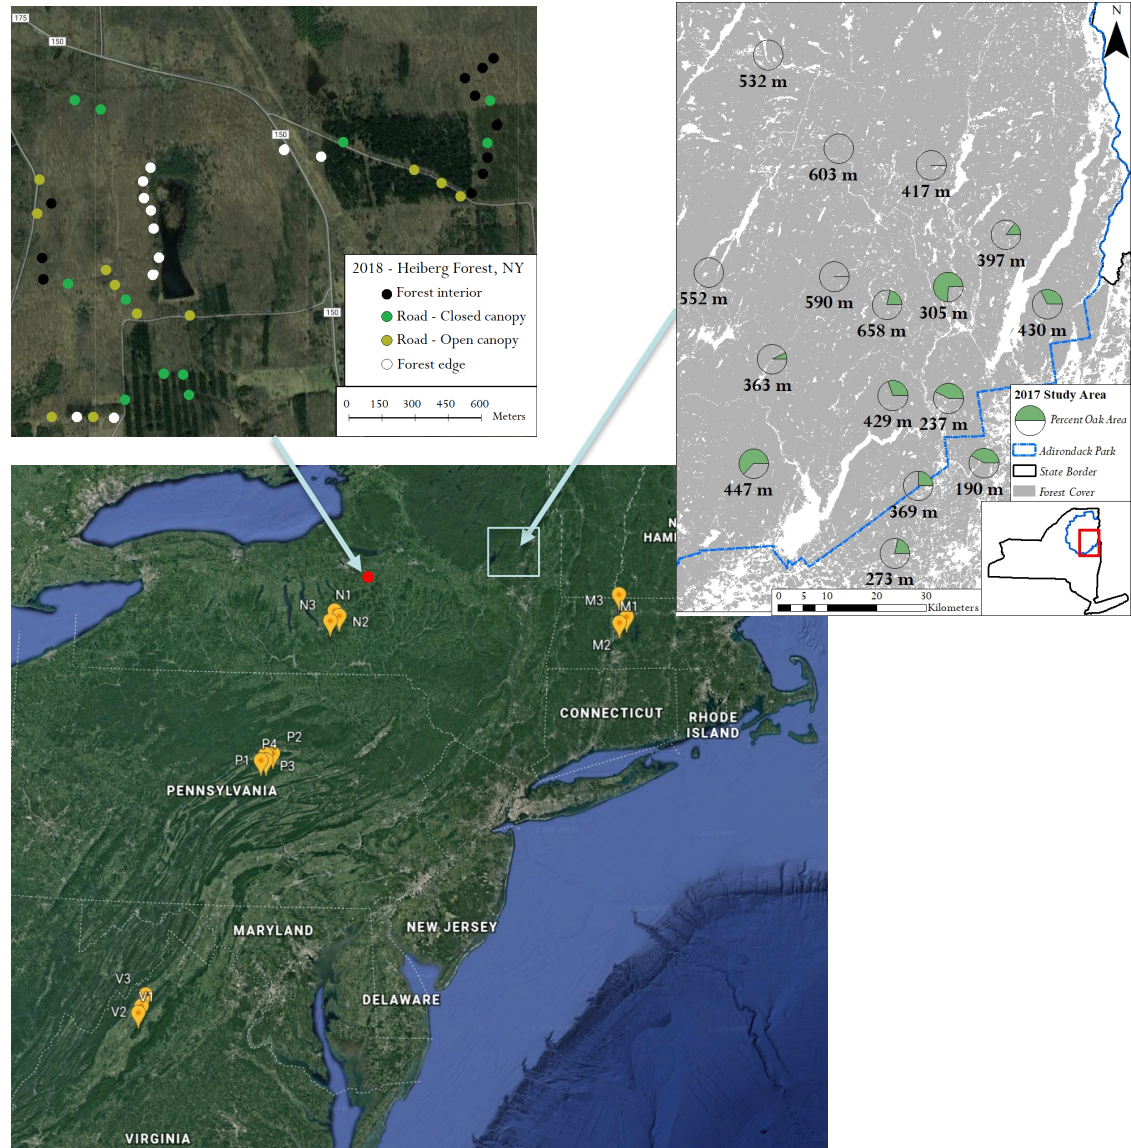 175
150
150
150
2018 - Heiberg Forest, NY
Forest interior
Road - Closed canopy
Road - Open canopy
Forest edge
0 150 300 450 600
Meters
N
532 m
603 m
417 m
397 m
552 m
590 m
658 m
305 m
430 m
363 m
429 m
237 m
447 m
369 m
190 m
273 m
2017 Study Area
Percent Oak Area
Adirondack Park
State Border
Forest Cover
0 5 10 20 30
Kilometers
N
HAM
N1
N3
N2
M3
M1
M2
CONNECTICUT
RHODE
ISLAND
P2
P4
P1
P3
PENNSYLVANIA
MARYLAND
NEW JERSEY
V3
V1
V2
DELAWARE
VIRGINIA